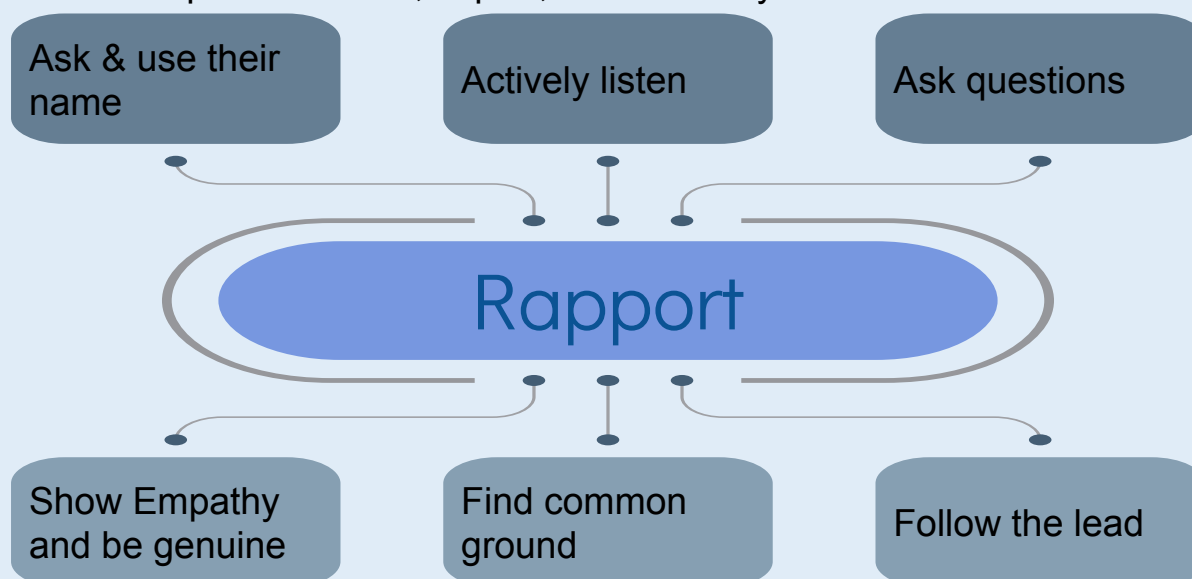 Ask & use their
name
Actively listen
Ask questions
Rapport
Show Empathy
and be genuine
Find common
ground
Follow the lead